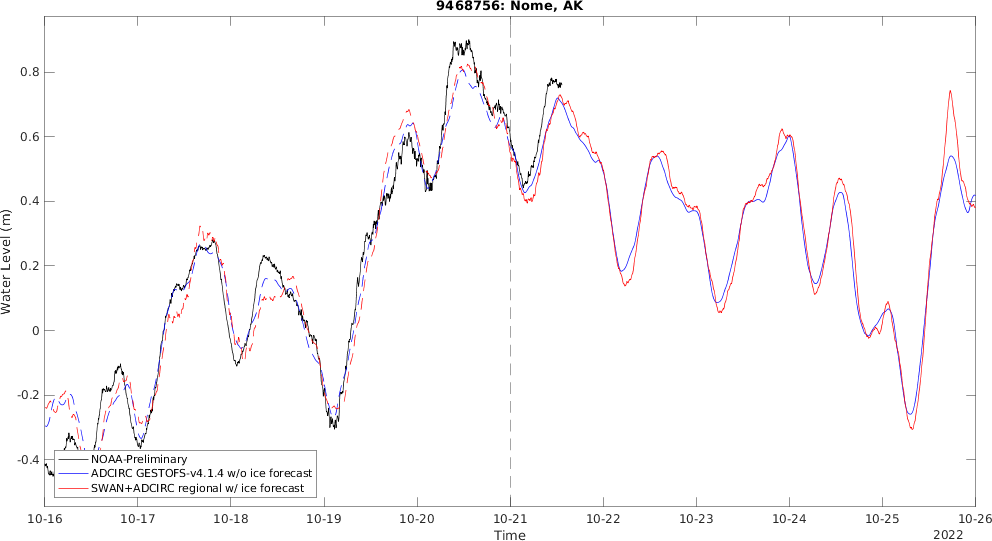 9468756: Nome, AK
Water Level (m)
0.8
0.6
0.4
0.2
0
-0.2
-0.4
NOAA-Preliminary
ADCIRC GESTOFS-v4.1.4 w/o ice forecast
SWAN+ADCIRC regional w/ ice forecast
10-16 10-17 10-18 10-19 10-20 10-21 10-22 10-23 10-24 10-25 10-26
Time
2022